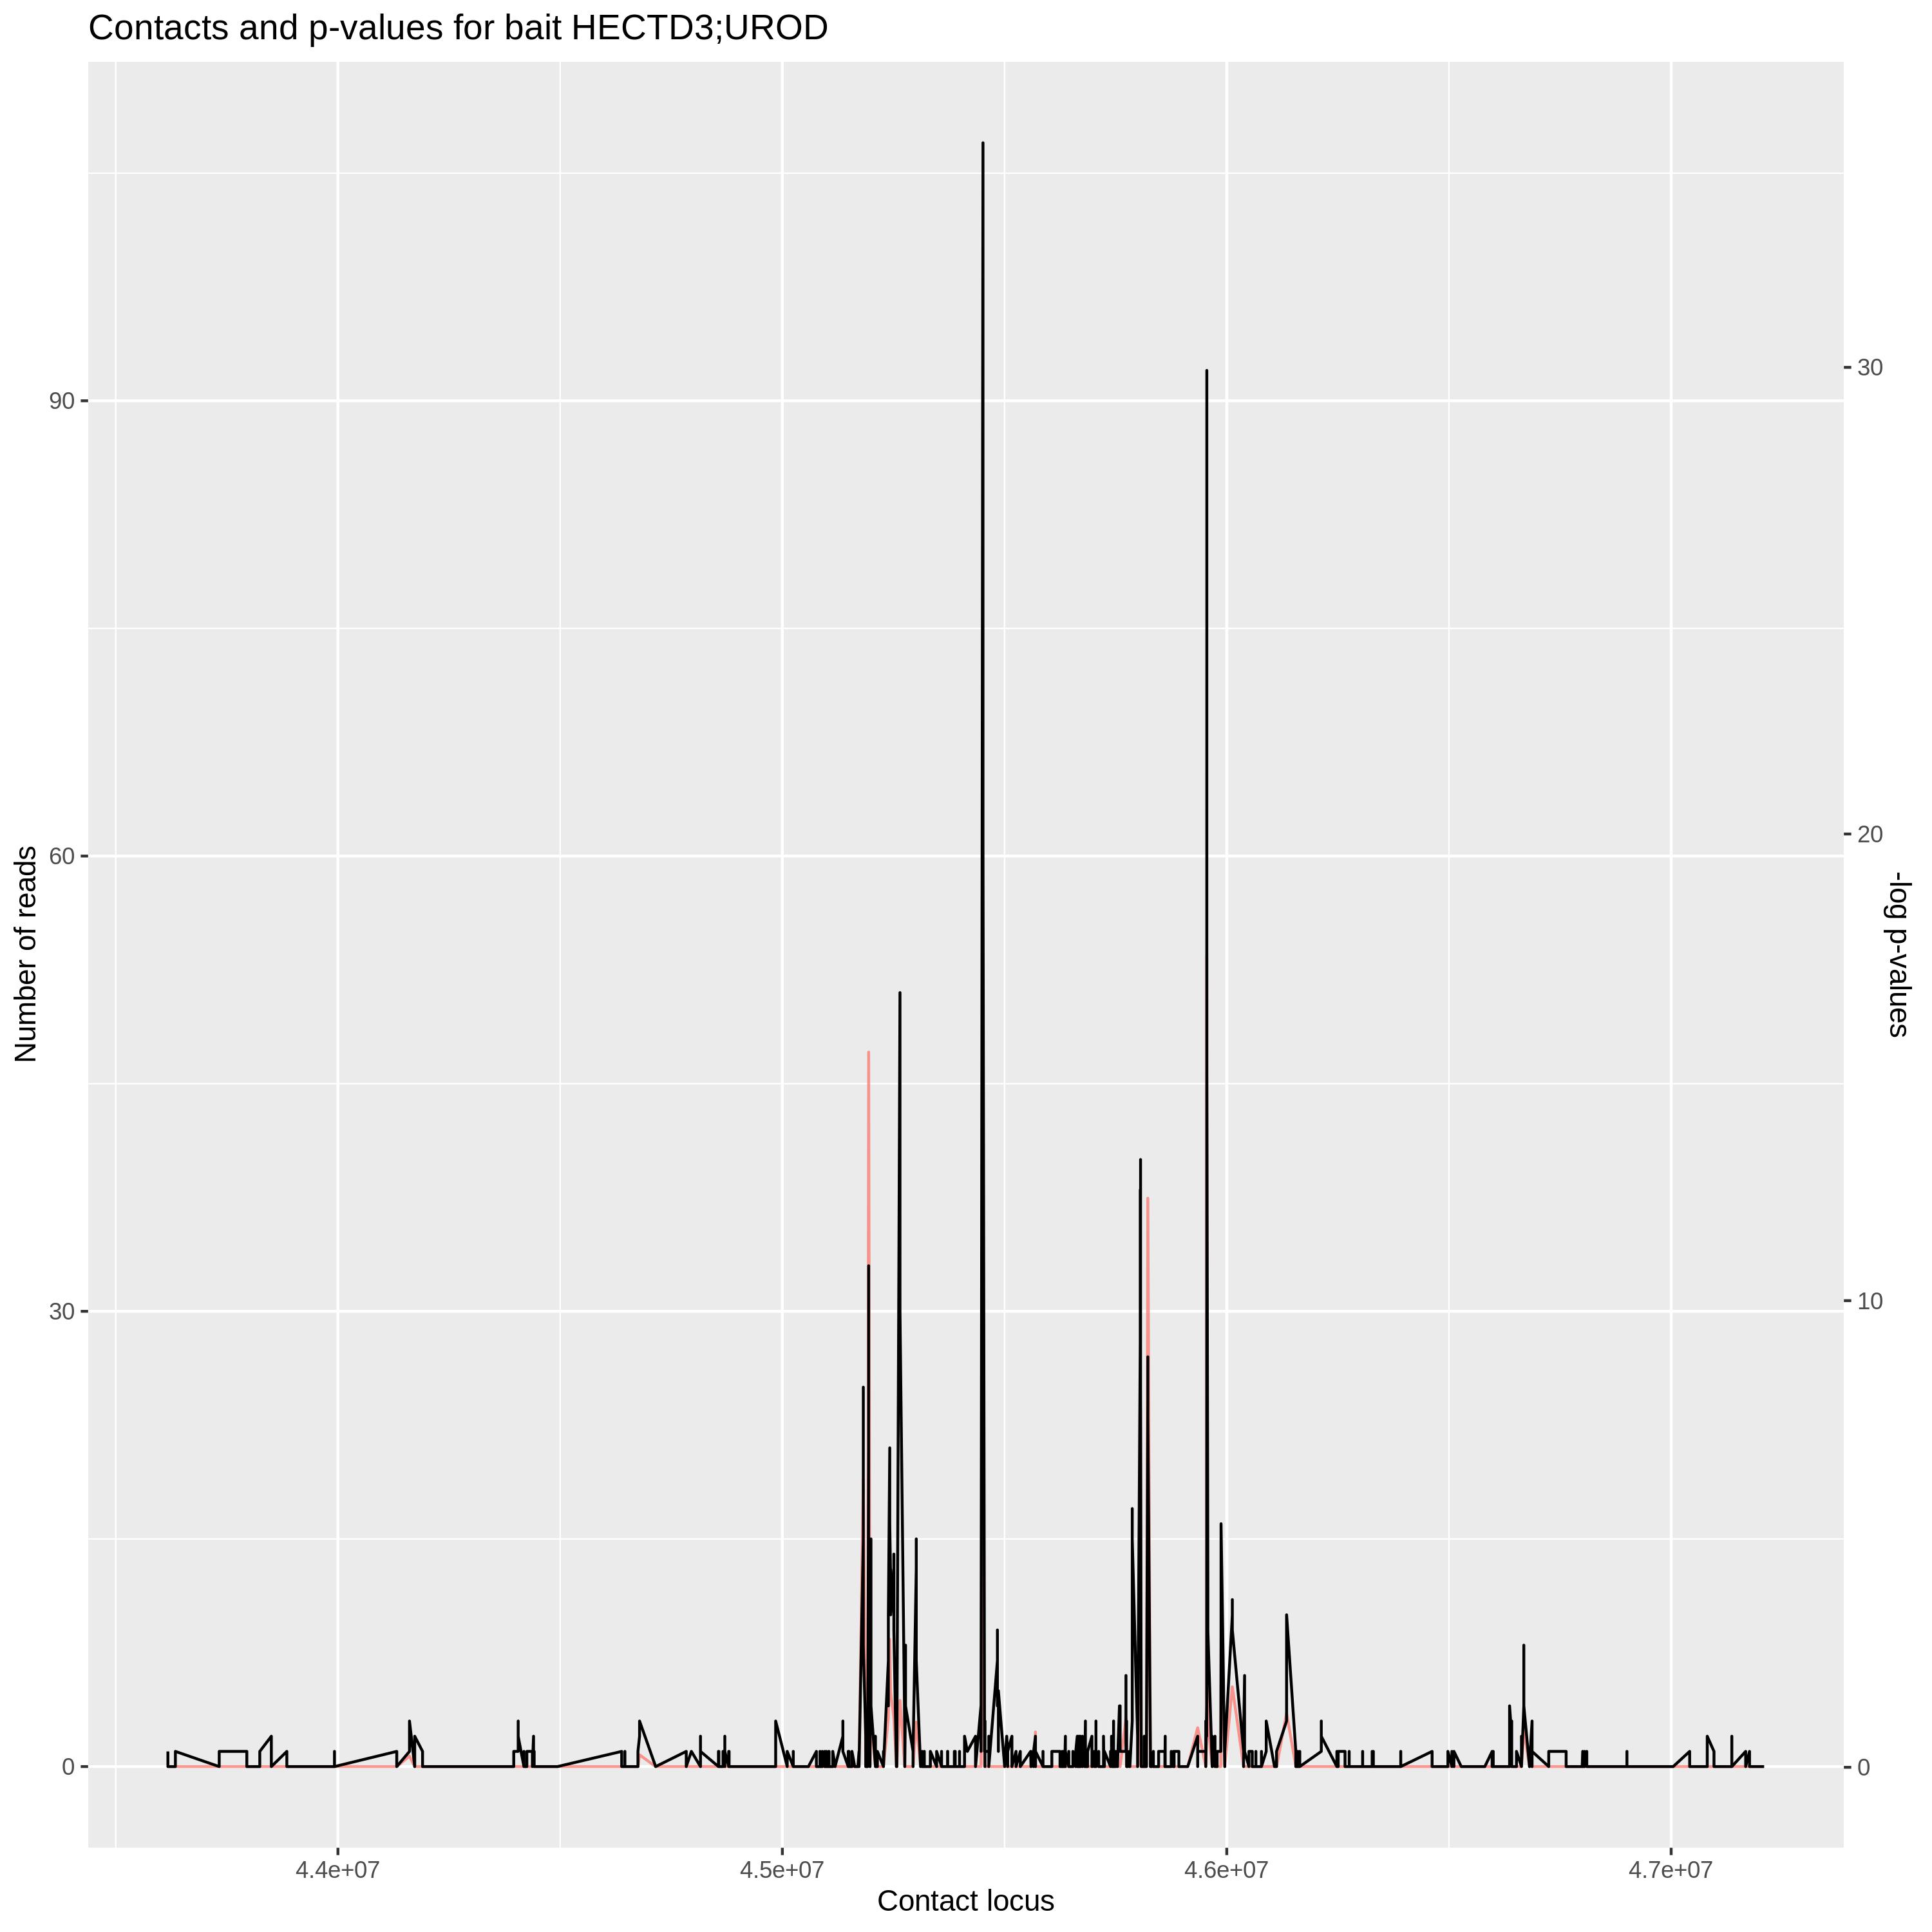 Contacts and p-values for bait HECTD3;UROD
90
60
30
0
Number of reads
30
20
10
0
-log p-values
4.4e+07
4.5e+07
4.6e+07
4.7e+07
Contact locus